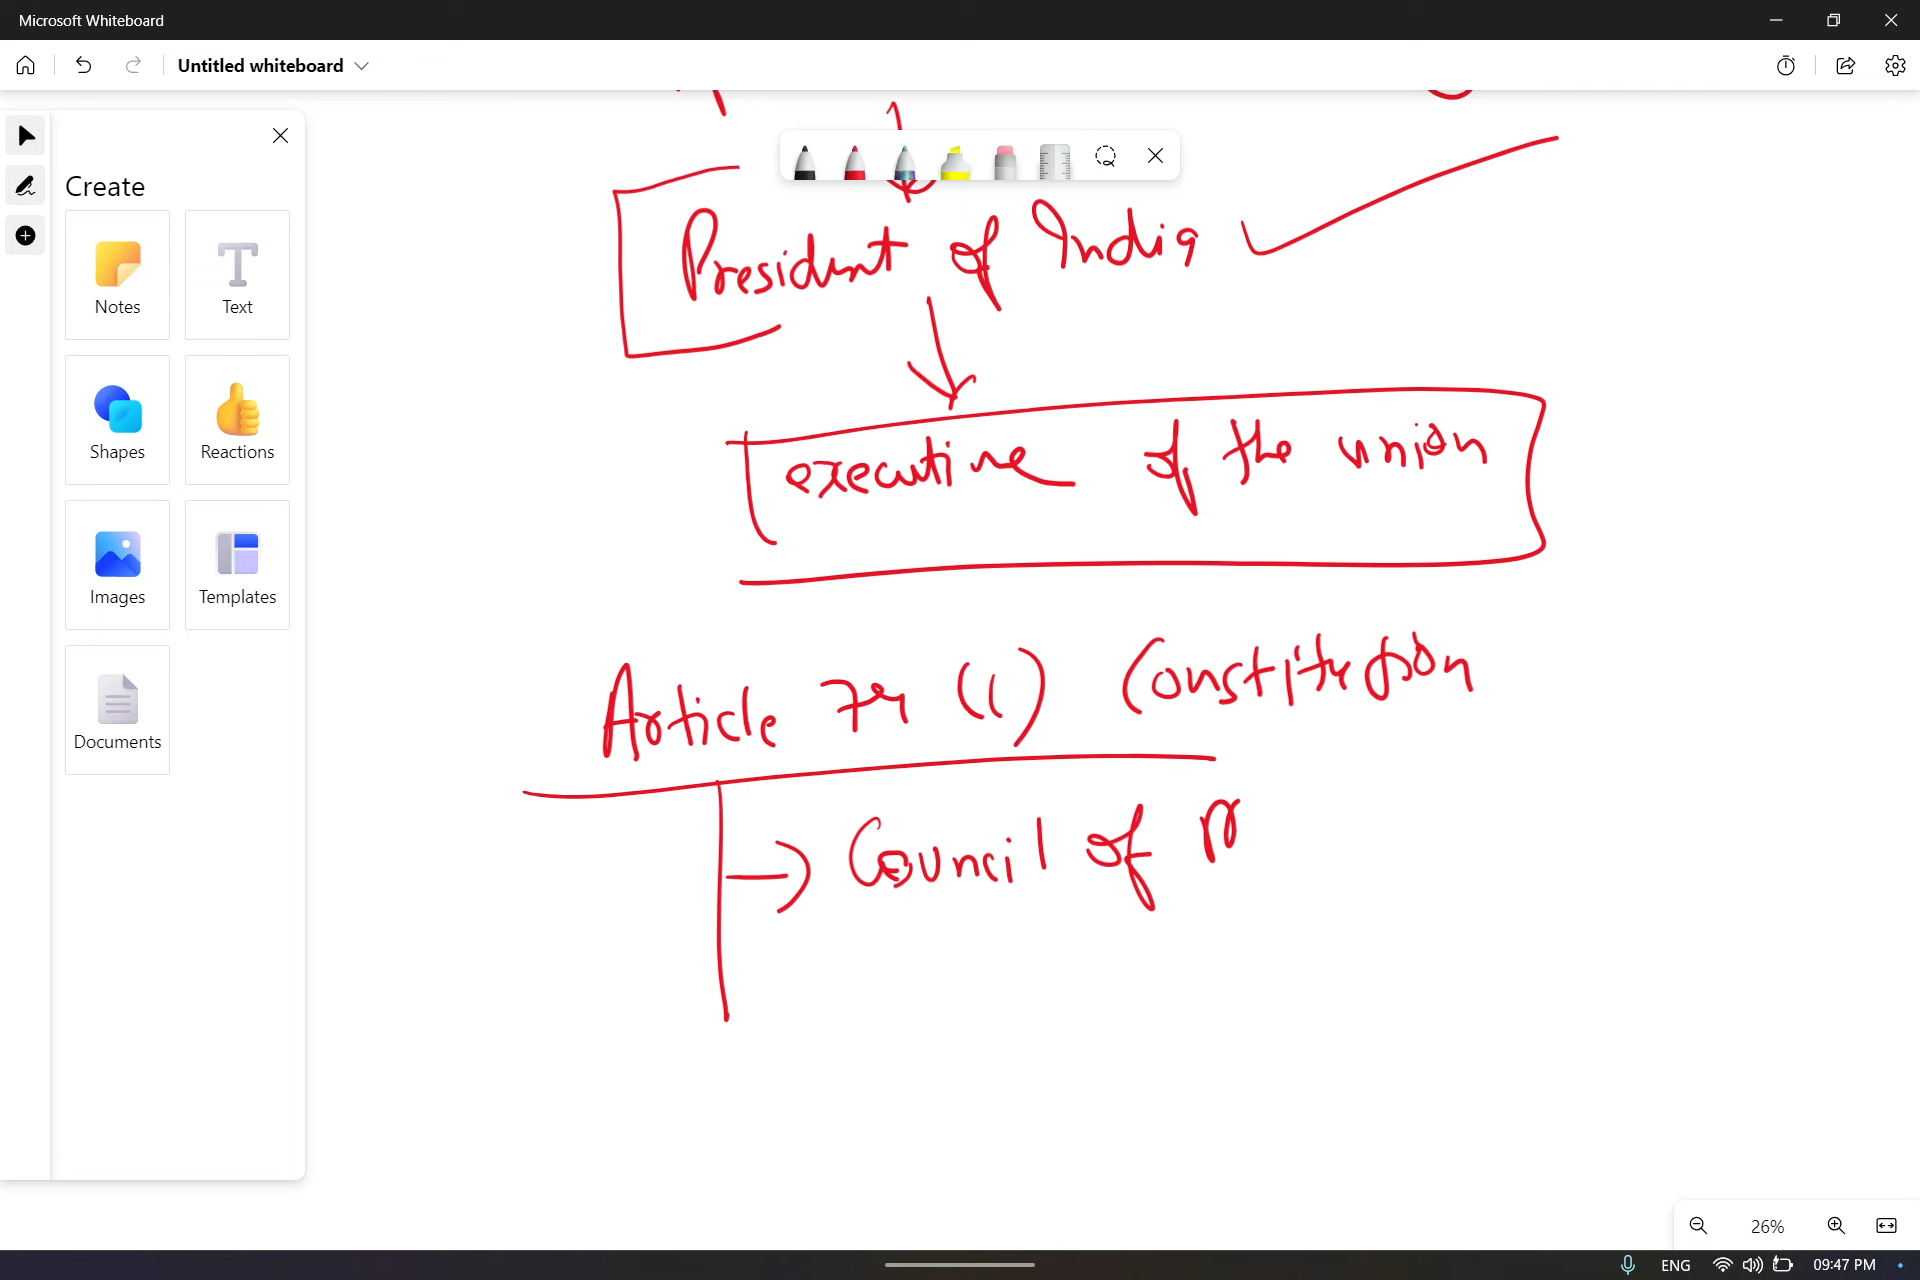 Microsoft Whiteboard
Untitled whiteboard
Create
Notes
Text
Shapes
Reactions
Images
Templates
Documents
President of India
executive of the union
Article 74 (1) Constitution
Council of
26%
ENG
09:47 PM